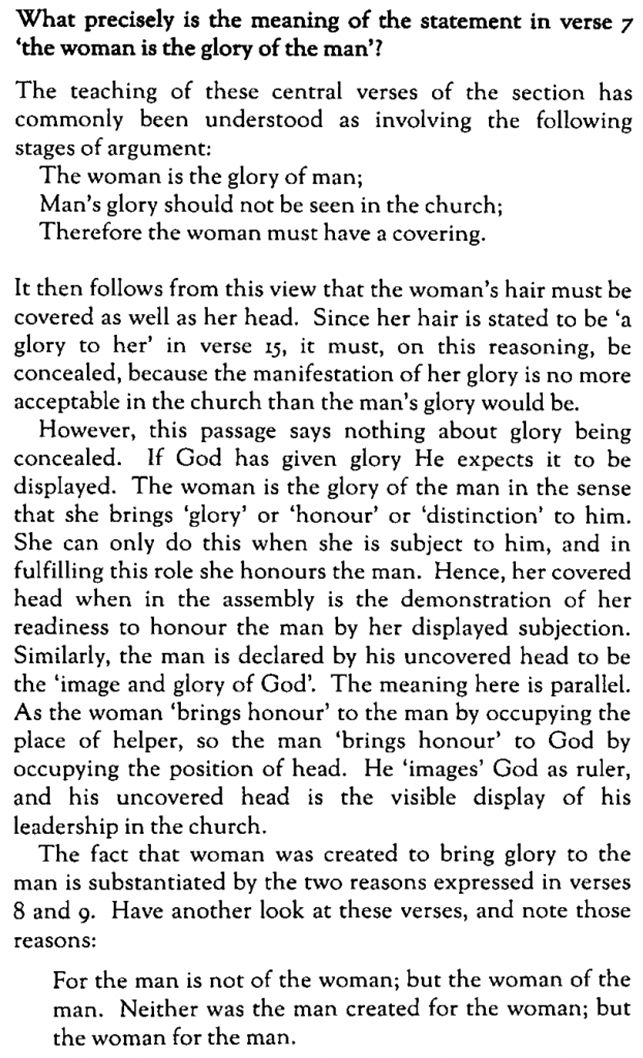 What precisely is the meaning of the statement in verse 7
‘the woman is the glory of the man’?
The teaching of these central verses of the section has
commonly been understood as involving the following
stages of argument:
The woman is the glory of man;
Man’s glory should not be seen in the church;
Therefore the woman must have a covering.
It then follows from this view that the woman’s hair must be
covered as well as her head. Since her hair is stated to be ‘a
glory to her’ in verse 15, it must, on this reasoning, be
concealed, because the manifestation of her glory is no more
acceptable in the church than the man’s glory would be.
However, this passage says nothing about glory being
concealed. If God has given glory He expects it to be
displayed. The woman is the glory of the man in the sense
that she brings ‘glory’ or ‘honour’ or ‘distinction’ to him.
She can only do this when she is subject to him, and in
fulfilling this role she honours the man. Hence, her covered
head when in the assembly is the demonstration of her
readiness to honour the man by her displayed subjection.
Similarly, the man is declared by his uncovered head to be
the ‘image and glory of God’. The meaning here is parallel.
As the woman ‘brings honour’ to the man by occupying the
place of helper, so the man ‘brings honour’ to God by
occupying the position of head. He ‘images’ God as ruler,
and his uncovered head is the visible display of his
leadership in the church.
The fact that woman was created to bring glory to the
man is substantiated by the two reasons expressed in verses
8 and 9. Have another look at these verses, and note those
reasons:
For the man is not of the woman; but the woman of the
man. Neither was the man created for the woman; but
the woman for the man.